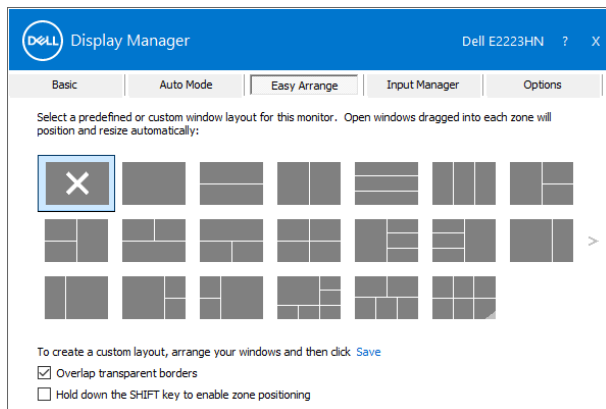 DELL Display Manager Dell E2223HN ? X
Basic Auto Mode Easy Arrange Input Manager Options
Select a predefined or custom window layout for this monitor. Open windows dragged into each zone will
position and resize automatically:
>
To create a custom layout, arrange your windows and then click Save
Overlap transparent borders
Hold down the SHIFT key to enable zone positioning